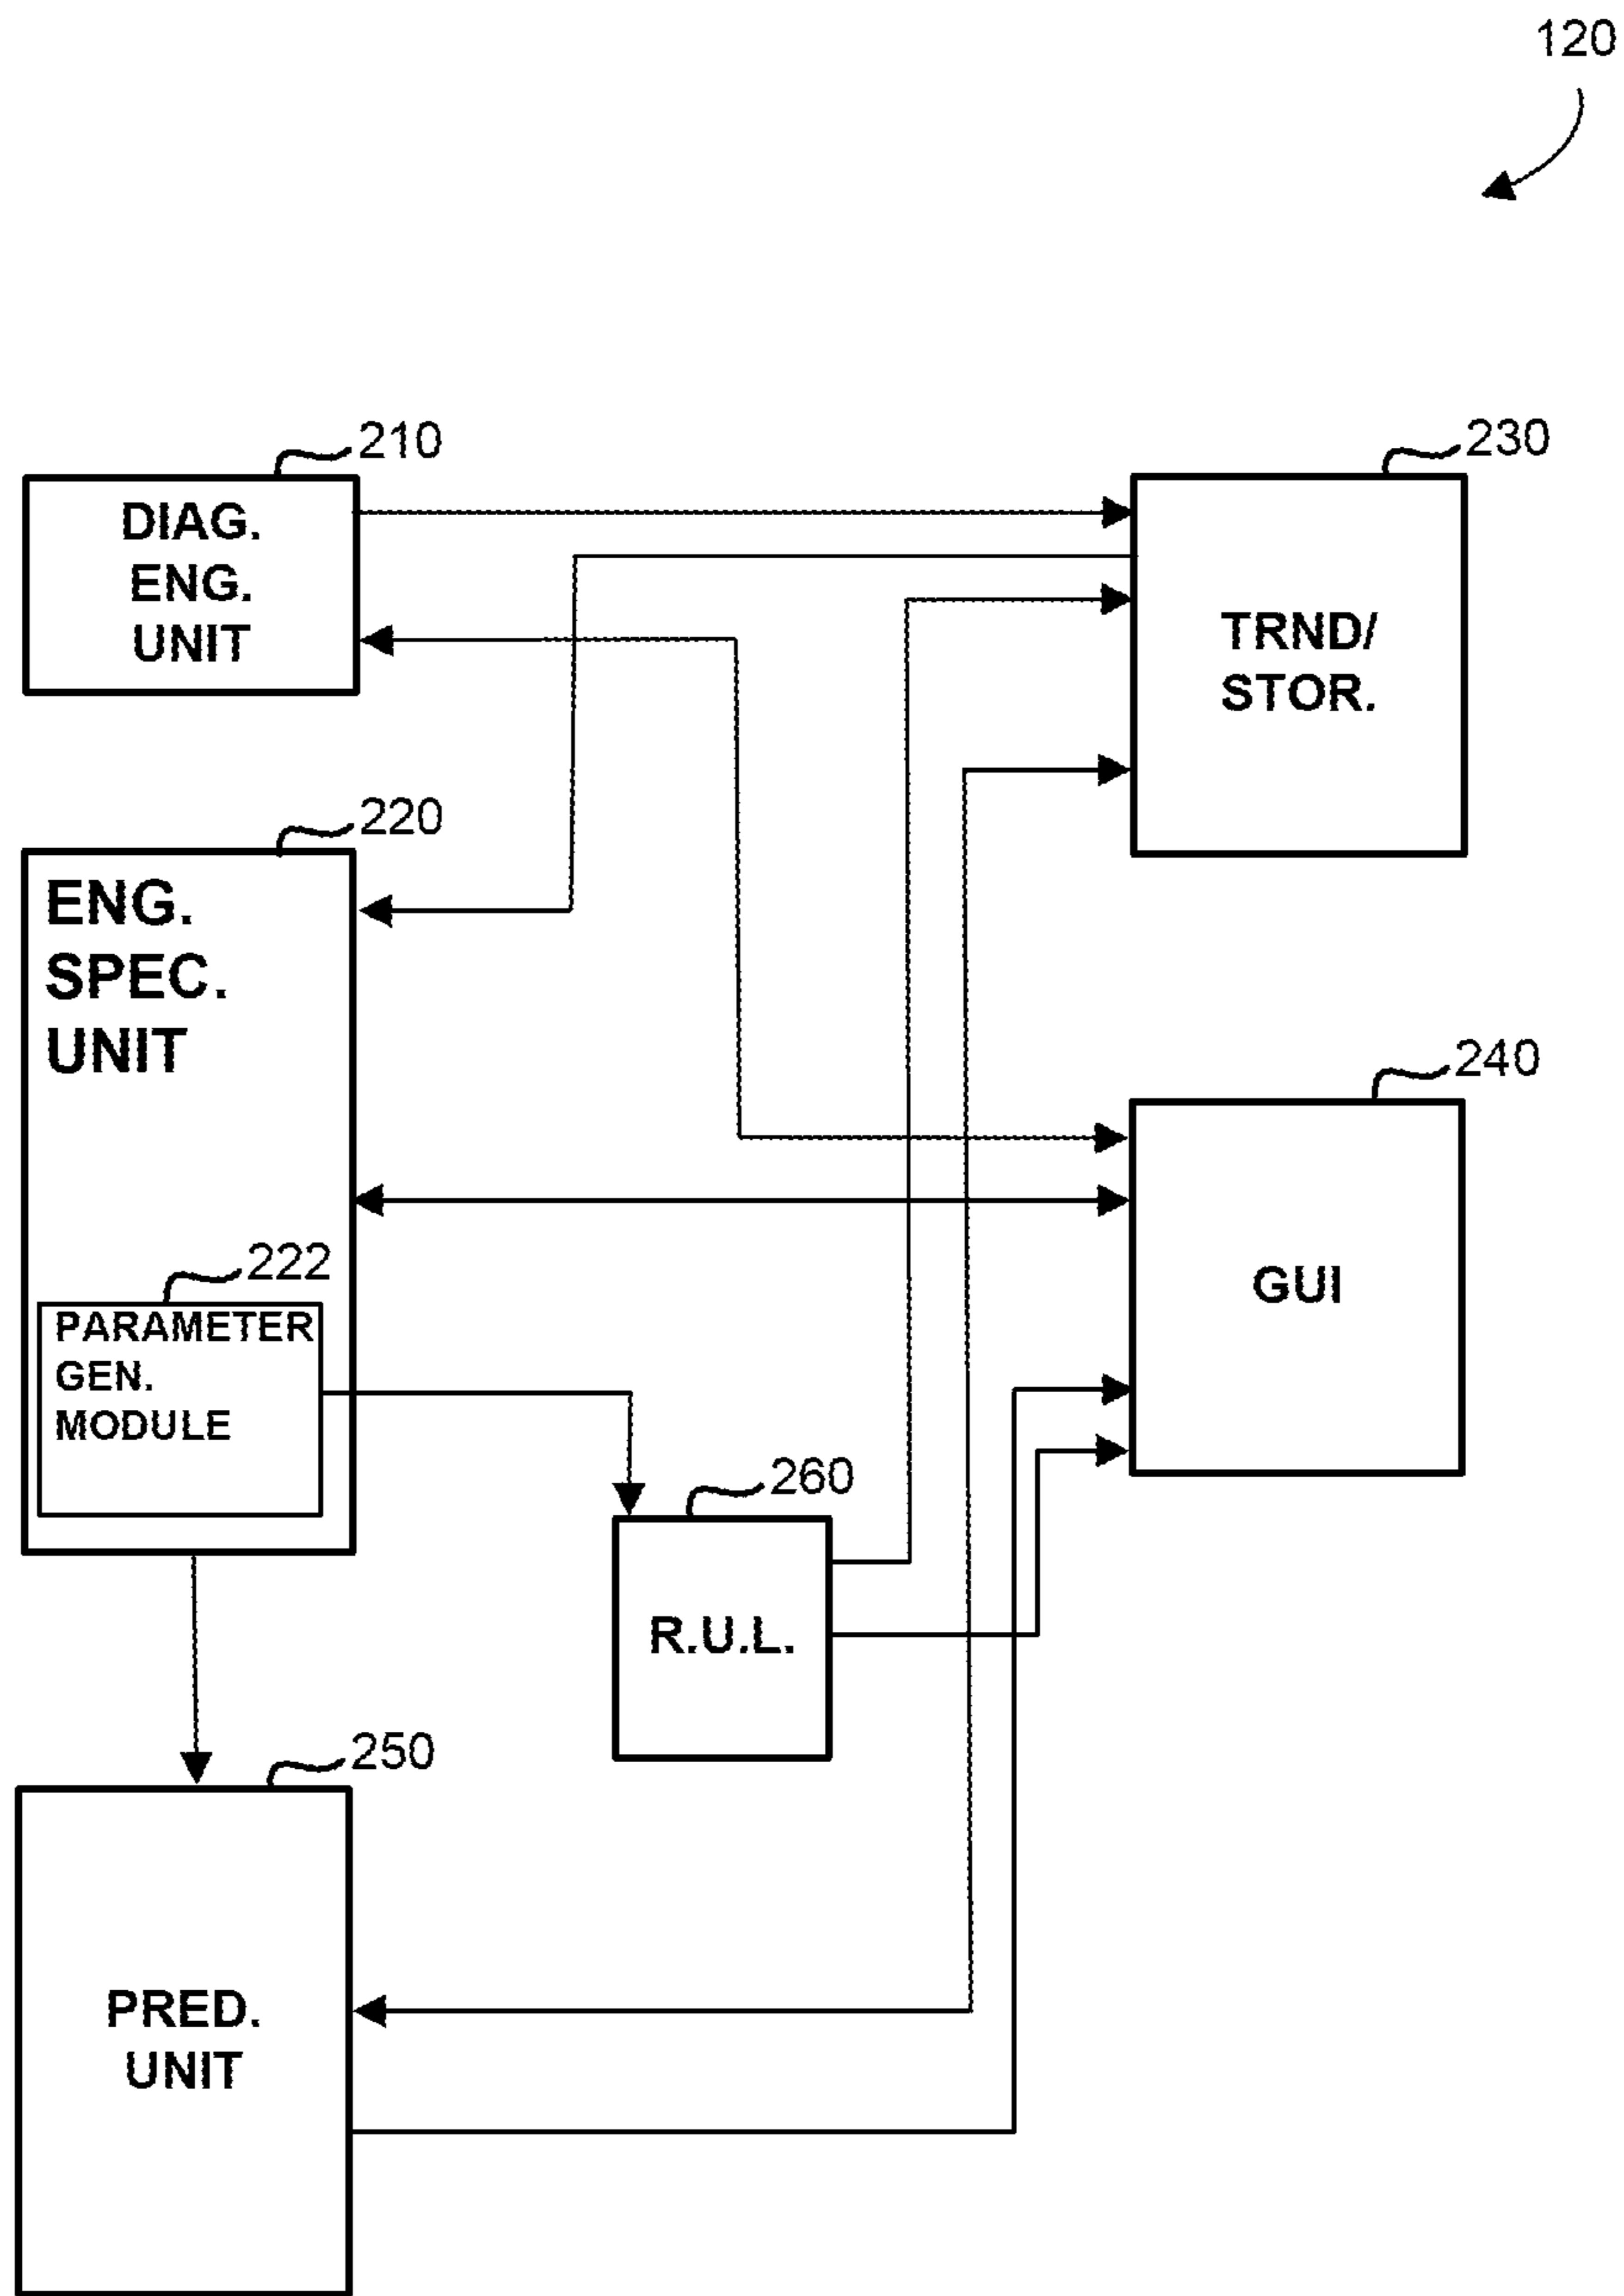 120
210
DIAG.
ENG.
UNIT
230
TRND/
STOR.
220
ENG.
SPEC.
UNIT
240
GUI
222
PARAMETER
GEN.
MODULE
260
R.U.L.
250
PRED.
UNIT